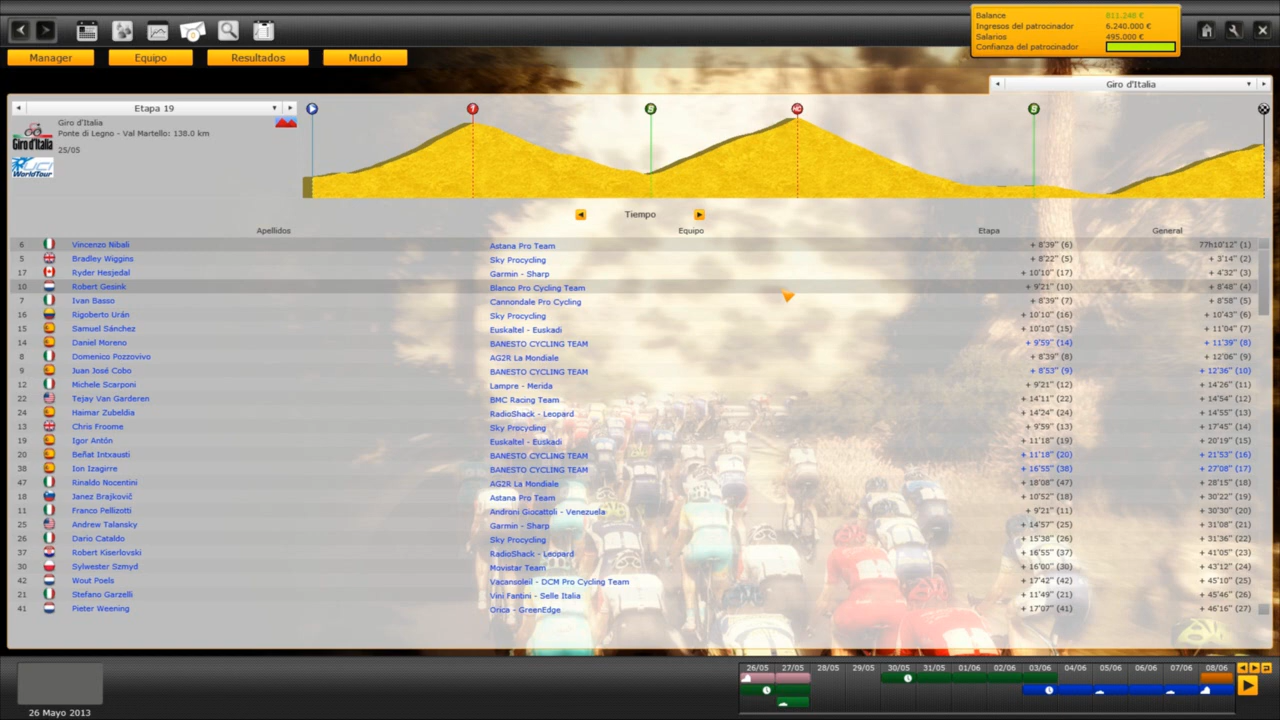 Balance 811.248 €
Ingresos del patrocinador 6.240.000 €
Salarios 495.000 €
Confianza del patrocinador
Manager Equipo Resultados Mundo
Giro d'Italia
Etapa 19
Giro d'Italia
Ponte di Legno - Val Martello: 138.0 km
25/05
Giro d'Italia
UCI
WorldTour
1 S HC S
Tiempo
Apellidos Equipo Etapa General
6 Vincenzo Nibali Astana Pro Team + 8'39'' (6) 77h10'12'' (1)
5 Bradley Wiggins Sky Procycling + 8'22'' (5) + 3'14'' (2)
17 Ryder Hesjedal Garmin - Sharp + 10'10'' (17) + 4'32'' (3)
10 Robert Gesink Blanco Pro Cycling Team + 9'21'' (10) + 8'48'' (4)
7 Ivan Basso Cannondale Pro Cycling + 8'39'' (7) + 8'58'' (5)
16 Rigoberto Urán Sky Procycling + 10'10'' (16) + 10'43'' (6)
15 Samuel Sánchez Euskaltel - Euskadi + 10'10'' (15) + 11'04'' (7)
14 Daniel Moreno BANESTO CYCLING TEAM + 9'59'' (14) + 11'39'' (8)
8 Domenico Pozzovivo AG2R La Mondiale + 8'39'' (8) + 12'06'' (9)
9 Juan José Cobo BANESTO CYCLING TEAM + 8'53'' (9) + 12'36'' (10)
12 Michele Scarponi Lampre - Merida + 9'21'' (12) + 14'26'' (11)
22 Tejay Van Garderen BMC Racing Team + 14'11'' (22) + 14'54'' (12)
24 Haimar Zubeldia RadioShack - Leopard + 14'24'' (24) + 14'55'' (13)
13 Chris Froome Sky Procycling + 9'59'' (13) + 17'45'' (14)
19 Igor Antón Euskaltel - Euskadi + 11'18'' (19) + 20'19'' (15)
20 Beñat Intxausti BANESTO CYCLING TEAM + 11'18'' (20) + 21'53'' (16)
38 Ion Izagirre BANESTO CYCLING TEAM + 16'55'' (38) + 27'08'' (17)
47 Rinaldo Nocentini AG2R La Mondiale + 18'08'' (47) + 28'15'' (18)
18 Janez Brajkovič Astana Pro Team + 10'52'' (18) + 30'22'' (19)
11 Franco Pellizotti Androni Giocattoli - Venezuela + 9'21'' (11) + 30'30'' (20)
25 Andrew Talansky Garmin - Sharp + 14'57'' (25) + 31'08'' (21)
26 Dario Cataldo Sky Procycling + 15'38'' (26) + 31'36'' (22)
37 Robert Kiserlovski RadioShack - Leopard + 16'55'' (37) + 41'05'' (23)
30 Sylwester Szmyd Movistar Team + 16'00'' (30) + 43'12'' (24)
42 Wout Poels Vacansoleil - DCM Pro Cycling Team + 17'42'' (42) + 45'10'' (25)
21 Stefano Garzelli Vini Fantini - Selle Italia + 11'49'' (21) + 45'46'' (26)
41 Pieter Weening Orica - GreenEdge + 17'07'' (41) + 46'16'' (27)
26/05 27/05 28/05 29/05 30/05 31/05 01/06 02/06 03/06 04/06 05/06 06/06 07/06 08/06
26 Mayo 2013